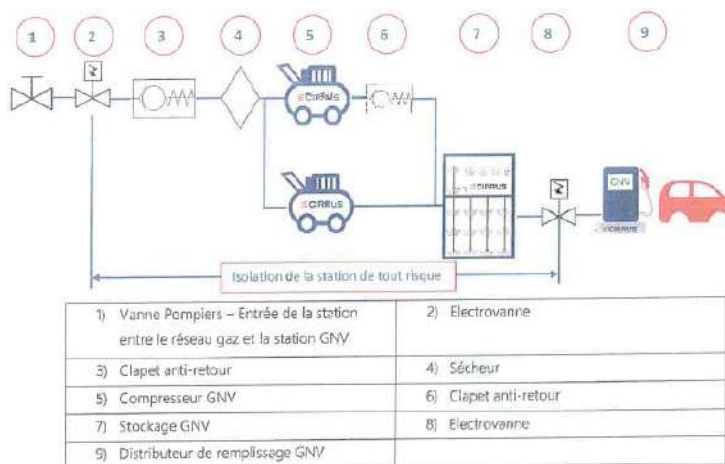 1 2 3 4 5 6 7 8 9
CIRRUS
CIRRUS
CIRRUS
GNV
CIRRUS
Isolation de la station de tout risque
1) Vanne Pompiers – Entrée de la station
entre le réseau gaz et la station GNV
2) Electrovanne
3) Clapet anti-retour
4) Sécheur
5) Compresseur GNV
6) Clapet anti-retour
7) Stockage GNV
8) Electrovanne
9) Distributeur de remplissage GNV